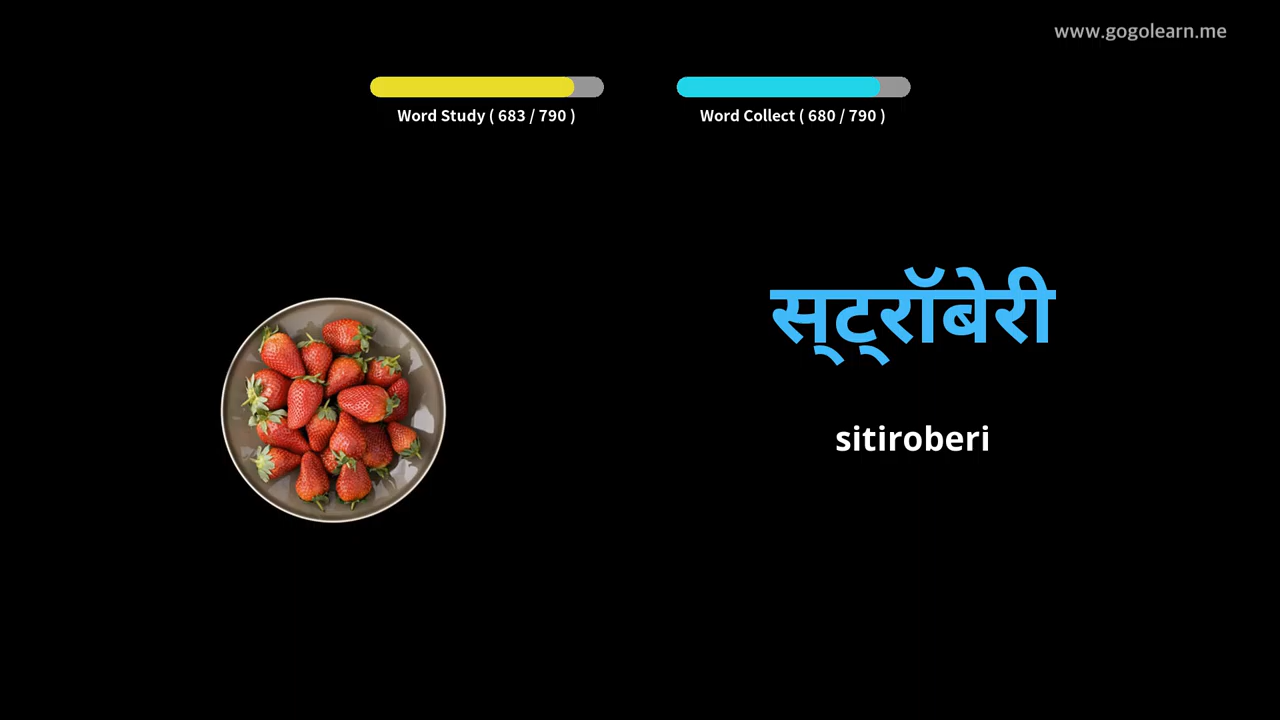 www.gogolearn.me
Word Study ( 683 / 790 )
Word Collect ( 680 / 790 )
स्ट्रॉबेरी
sitiroberi